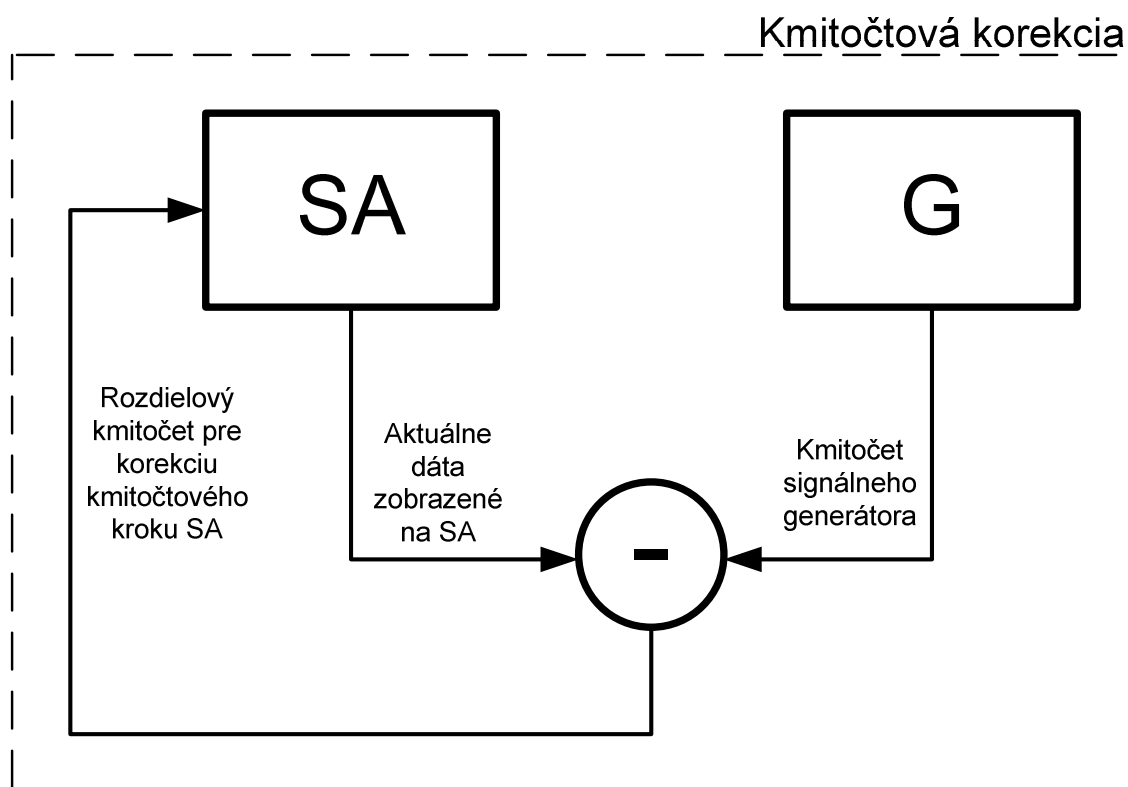 Kmitočtová korekcia
SA
G
Rozdielový
kmitočet pre
korekciu
kmitočtového
kroku SA
Aktuálne
dáta
zobrazené
na SA
Kmitočet
signálneho
generátora
-